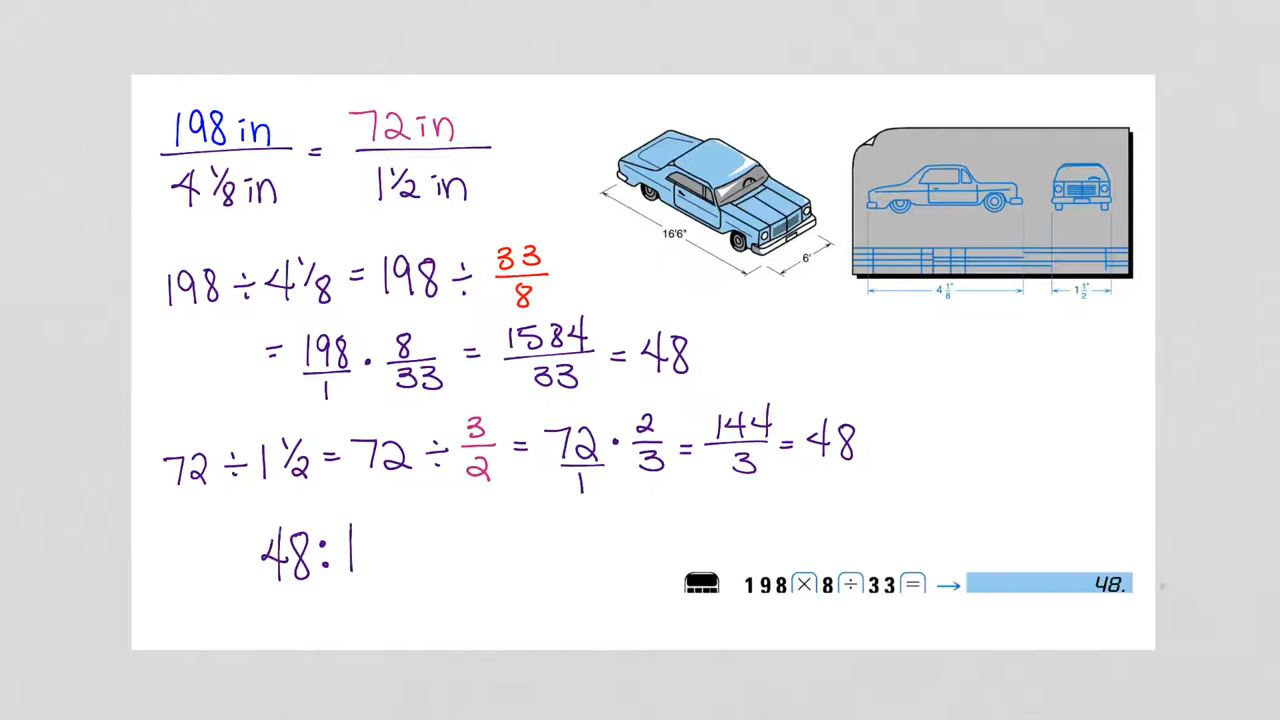 198 in / 4 1/8 in = 72 in / 1 1/2 in
198 ÷ 4 1/8 = 198 ÷ 33/8
= 198/1 · 8/33 = 1584/33 = 48
72 ÷ 1 1/2 = 72 ÷ 3/2 = 72/1 · 2/3 = 144/3 = 48
48:1
16'6"
6'
4 1/8"
1 1/2"
198 × 8 ÷ 33 = → 48.